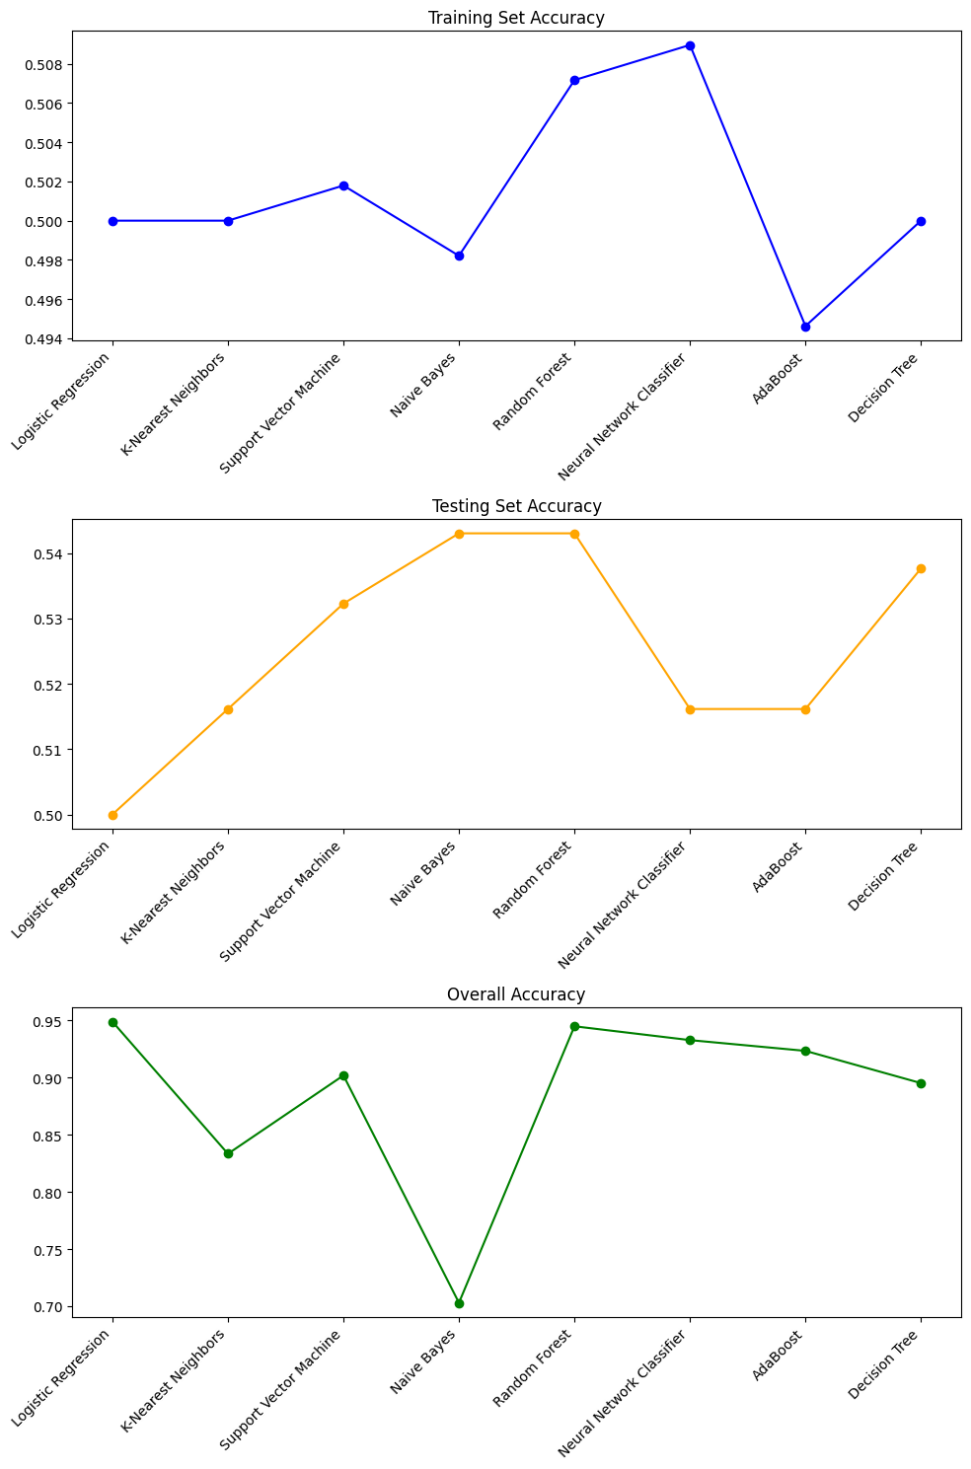 Training Set Accuracy
0.508
0.506
0.504
0.502
0.500
0.498
0.496
0.494
Logistic Regression
K-Nearest Neighbors
Support Vector Machine
Naive Bayes
Random Forest
Neural Network Classifier
AdaBoost
Decision Tree
Testing Set Accuracy
0.54
0.53
0.52
0.51
0.50
Logistic Regression
K-Nearest Neighbors
Support Vector Machine
Naive Bayes
Random Forest
Neural Network Classifier
AdaBoost
Decision Tree
Overall Accuracy
0.95
0.90
0.85
0.80
0.75
0.70
Logistic Regression
K-Nearest Neighbors
Support Vector Machine
Naive Bayes
Random Forest
Neural Network Classifier
AdaBoost
Decision Tree